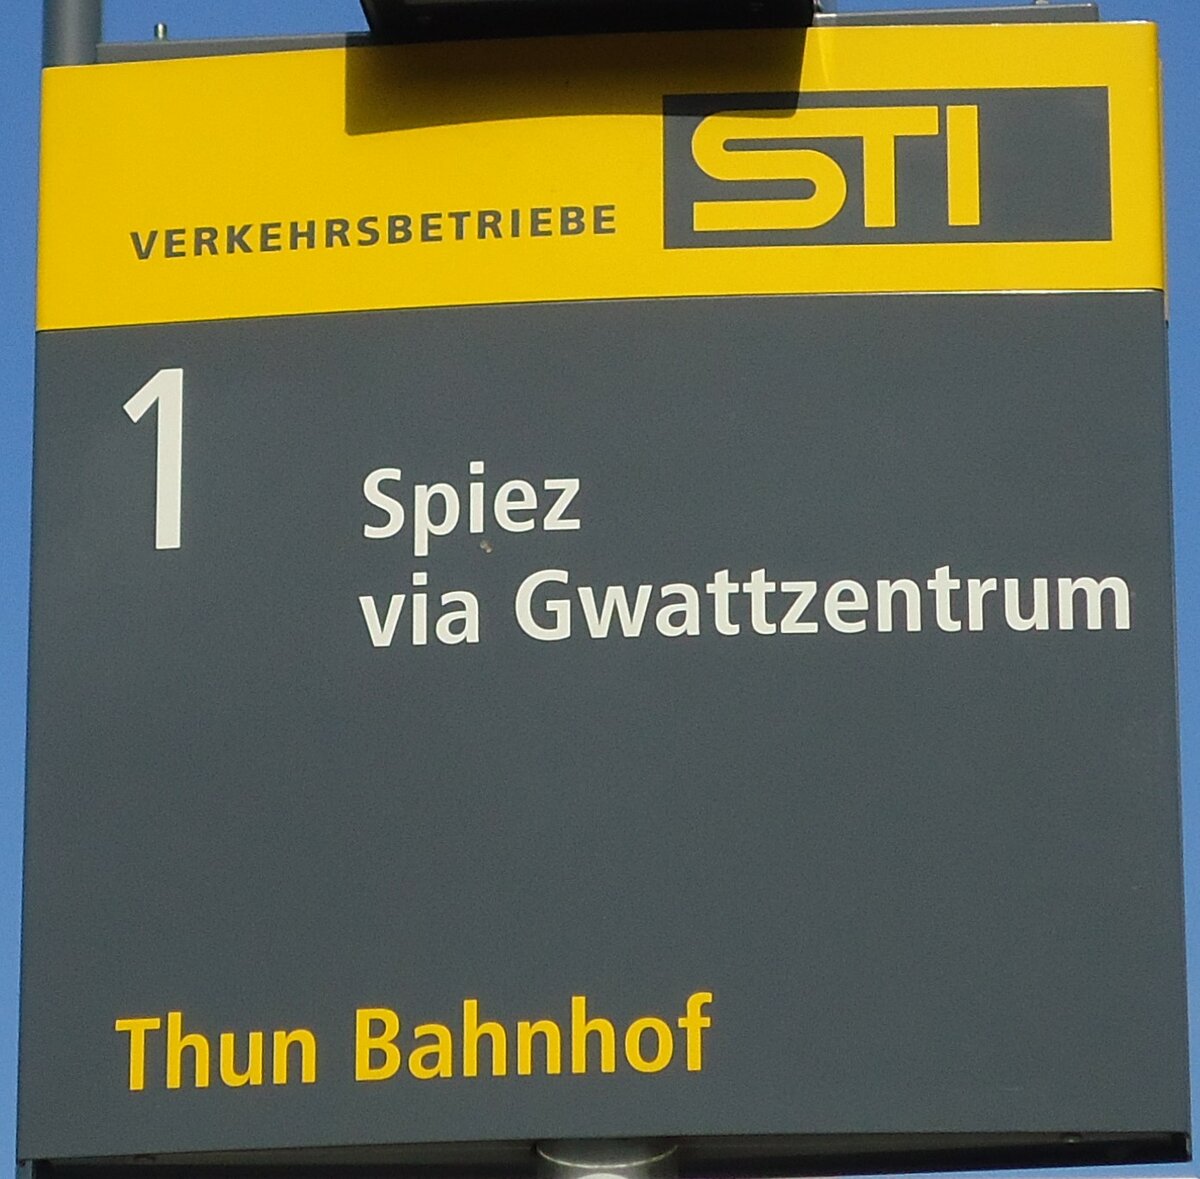 VERKEHRSBETRIEBE STI
1 Spiez
via Gwattzentrum
Thun Bahnhof